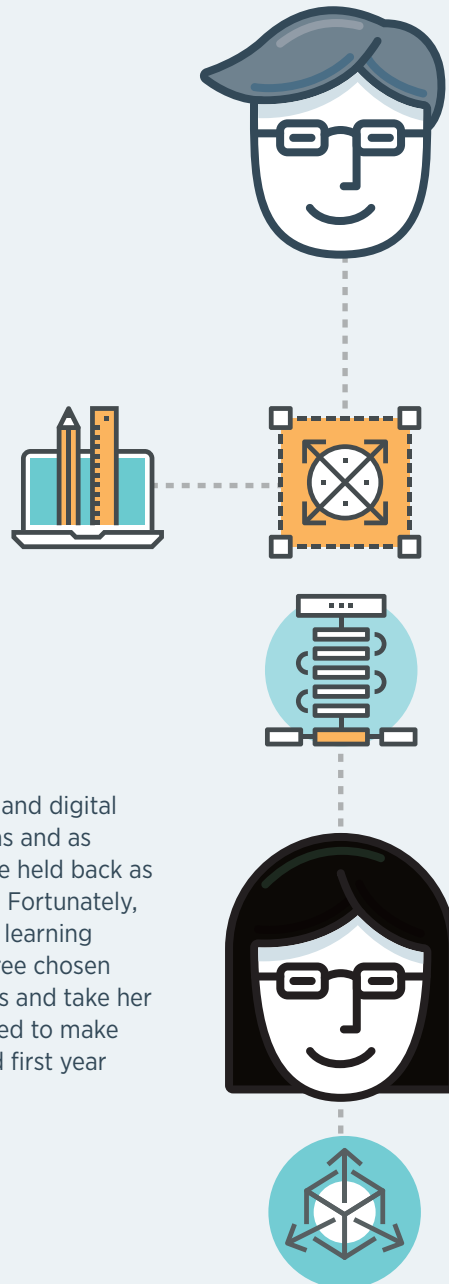 and digital
ns and as
e held back as
Fortunately,
learning
ree chosen
s and take her
ed to make
d first year